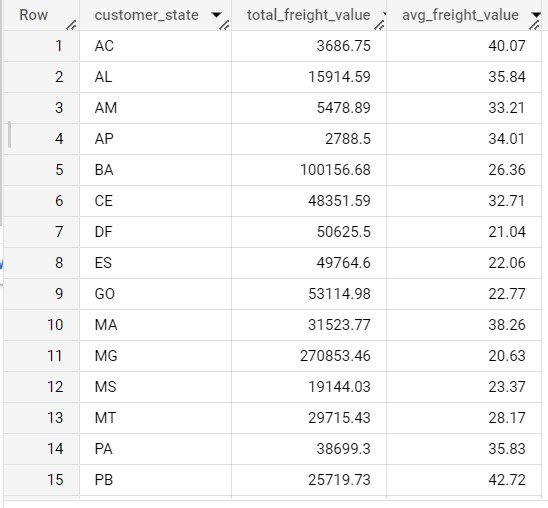 Row customer_state total_freight_value avg_freight_value
1 AC 3686.75 40.07
2 AL 15914.59 35.84
3 AM 5478.89 33.21
4 AP 2788.5 34.01
5 BA 100156.68 26.36
6 CE 48351.59 32.71
7 DF 50625.5 21.04
8 ES 49764.6 22.06
9 GO 53114.98 22.77
10 MA 31523.77 38.26
11 MG 270853.46 20.63
12 MS 19144.03 23.37
13 MT 29715.43 28.17
14 PA 38699.3 35.83
15 PB 25719.73 42.72